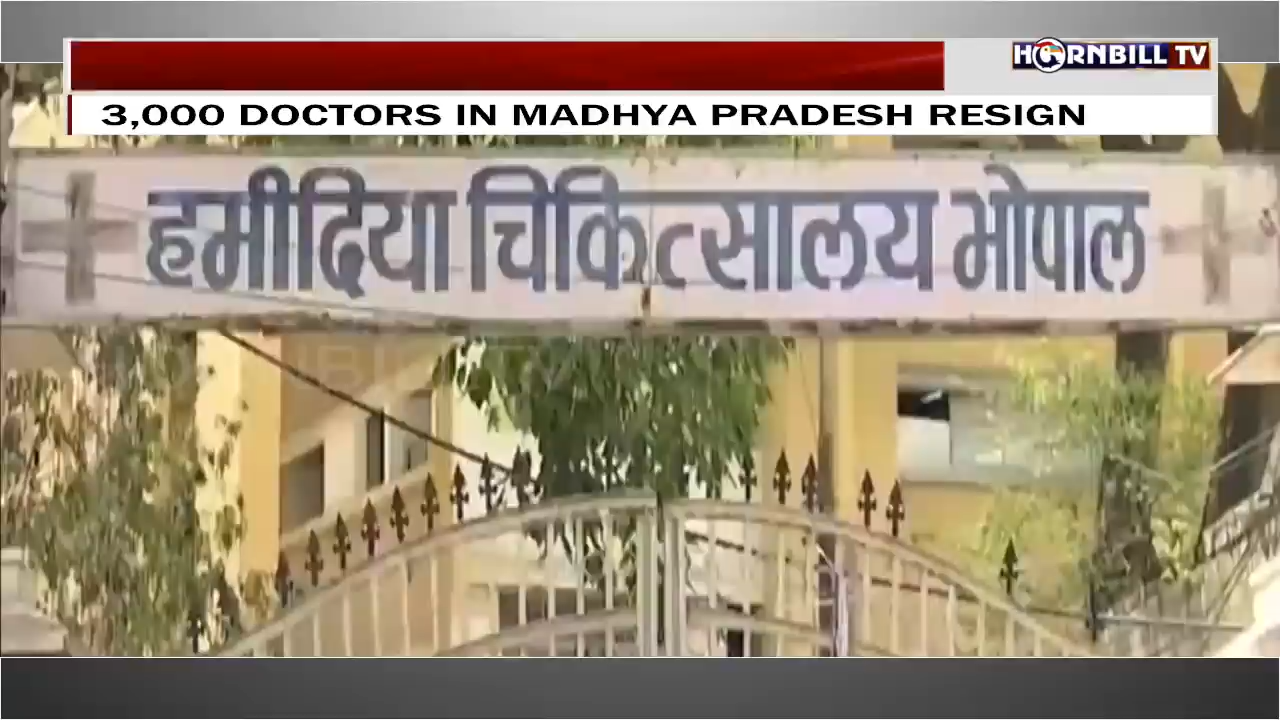 HORNBILL TV
3,000 DOCTORS IN MADHYA PRADESH RESIGN
हमीदिया चिकित्सालय भोपाल